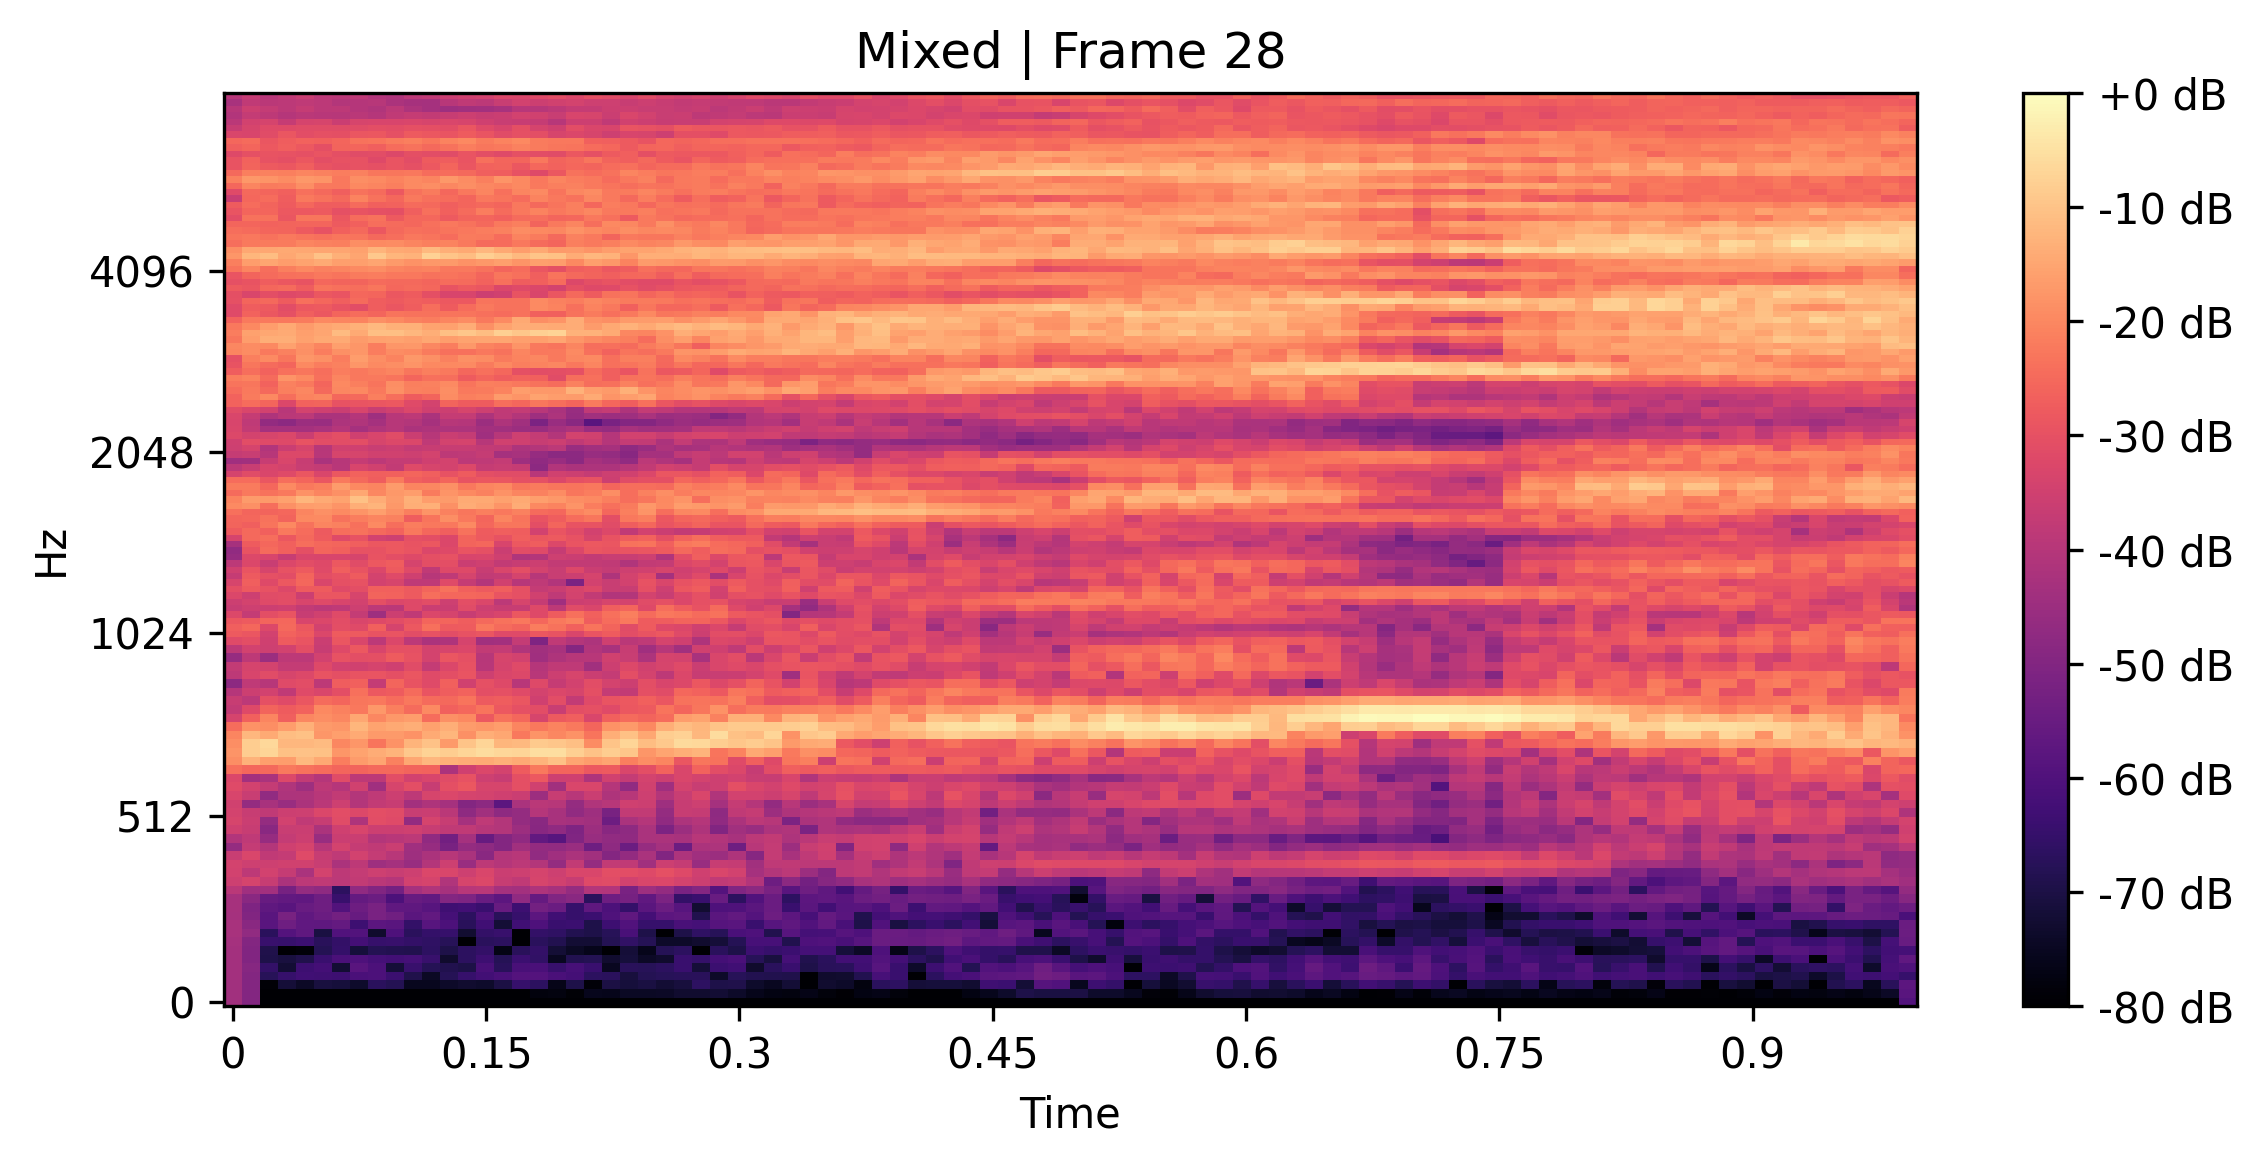 Mixed | Frame 28
+0 dB
-10 dB
-20 dB
-30 dB
-40 dB
-50 dB
-60 dB
-70 dB
-80 dB
Hz
4096
2048
1024
512
0
0 0.15 0.3 0.45 0.6 0.75 0.9
Time